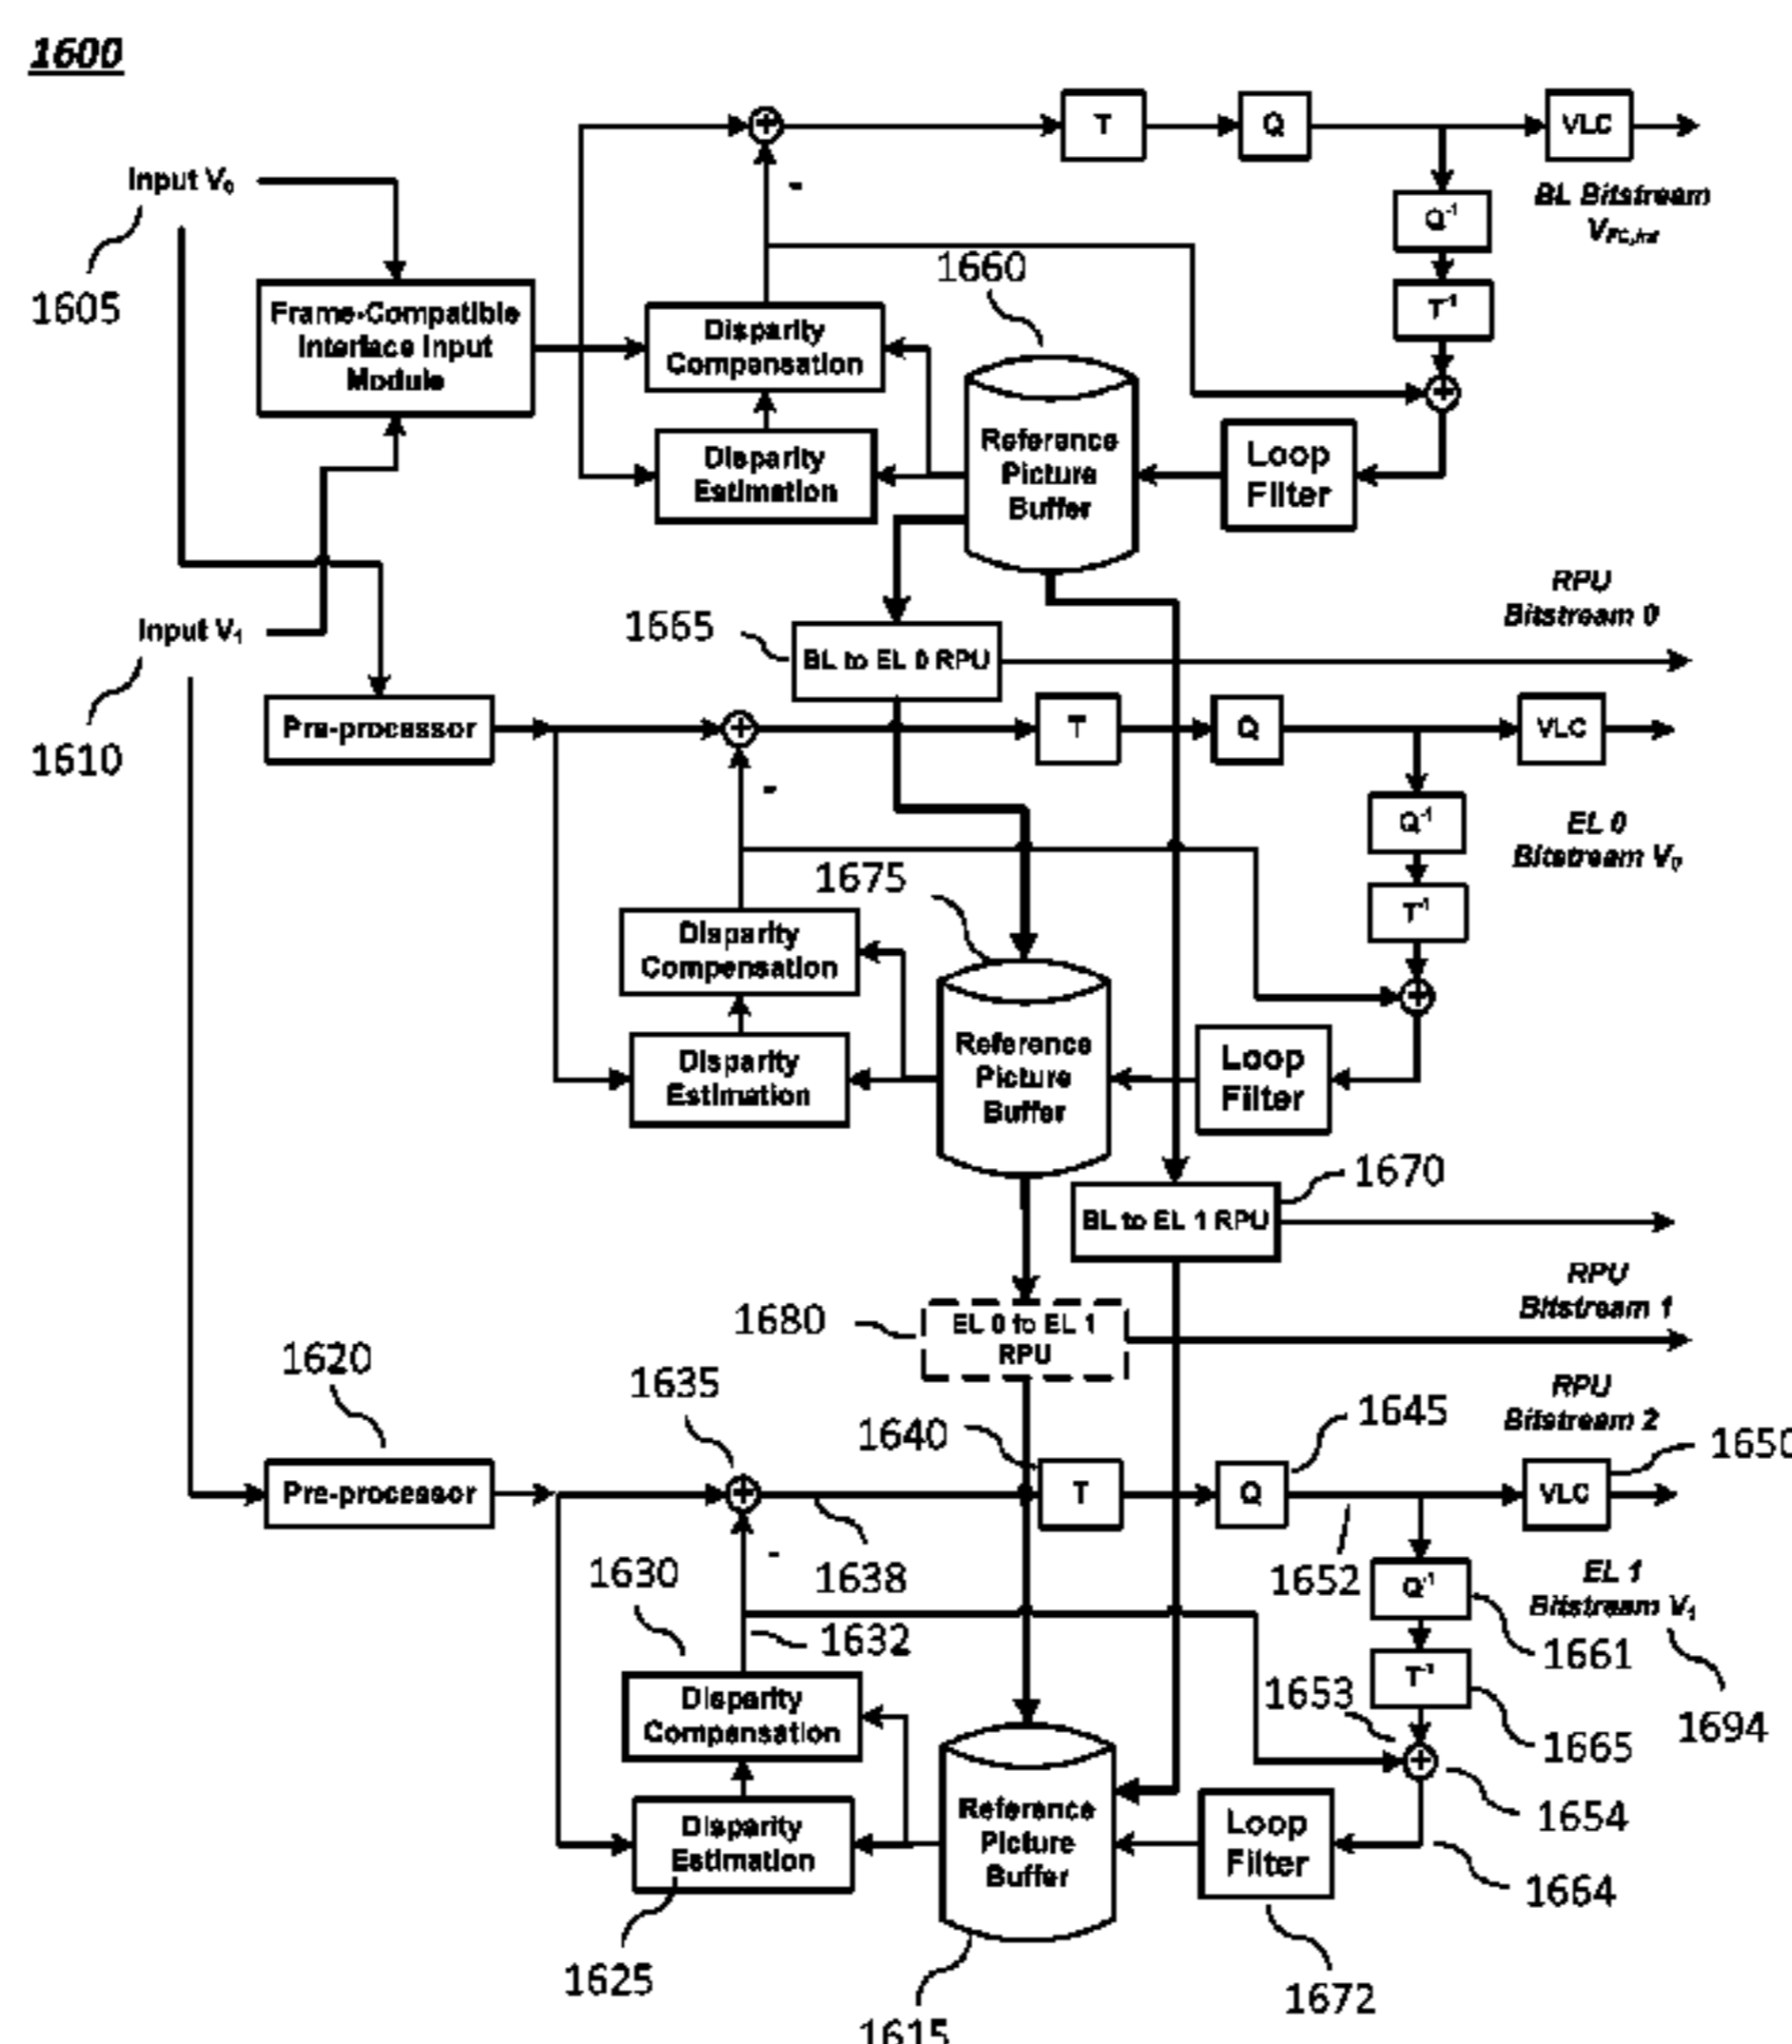 1600
T
Q
VLC
Input V₀
BL Bitstream
Q⁻¹
1605
1660
T⁻¹
Frame-Compatible
Interface Input
Module
Disparity
Compensation
+
-
+
Disparity
Estimation
Reference
Picture
Buffer
Loop
Filter
RPU
Bitstream 0
Input V₁
1665
BL to EL 0 RPU
1610
Pre-processor
+
-
T
Q
VLC
Q⁻¹
EL 0
Bitstream V₀
1675
T⁻¹
Disparity
Compensation
+
Disparity
Estimation
Reference
Picture
Buffer
Loop
Filter
1670
BL to EL 1 RPU
RPU
Bitstream 1
1680
EL 0 to EL 1
RPU
1620
1635
RPU
Bitstream 2
1640
1645
1650
Pre-processor
+
-
T
Q
VLC
1630
1638
1652
Q⁻¹
EL 1
Bitstream V₁
1632
1661
T⁻¹
1653
1694
Disparity
Compensation
1665
+
1654
Disparity
Estimation
Reference
Picture
Buffer
Loop
Filter
1664
1625
1672
1615